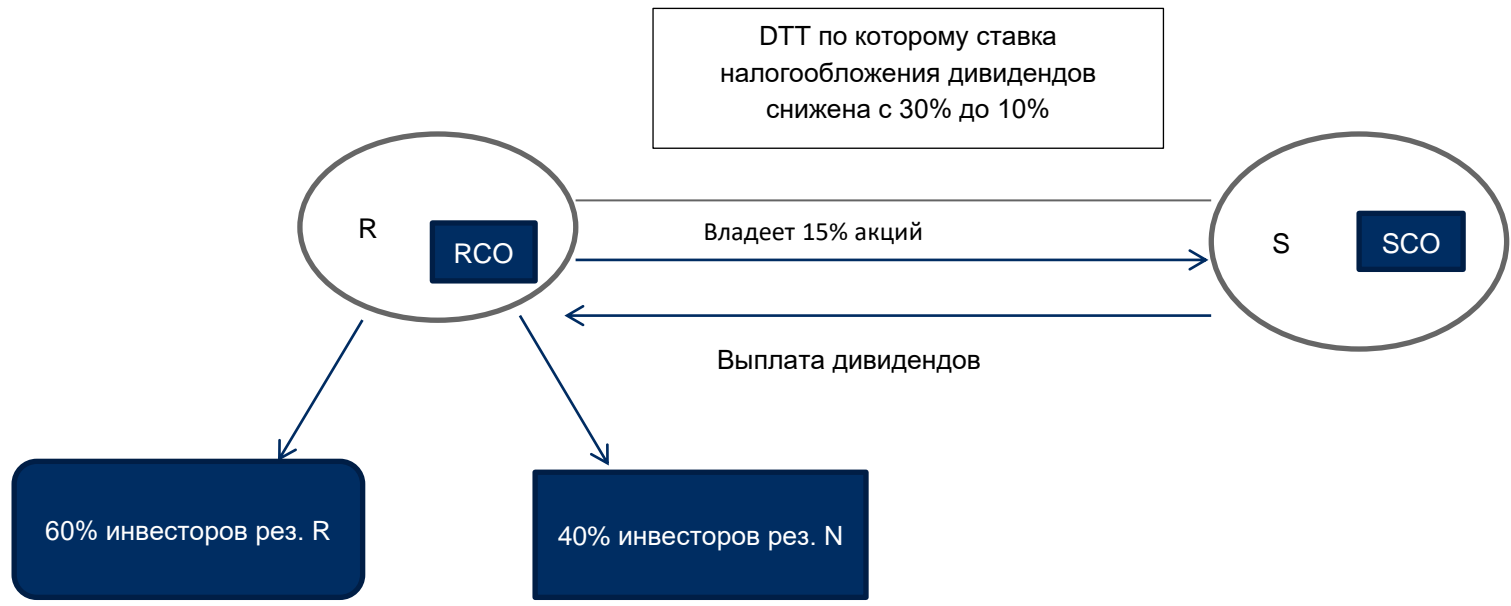 DTT по которому ставка
налогообложения дивидендов
снижена с 30% до 10%
R
RCO
Владеет 15% акций
S
SCO
Выплата дивидендов
60% инвесторов рез. R
40% инвесторов рез. N